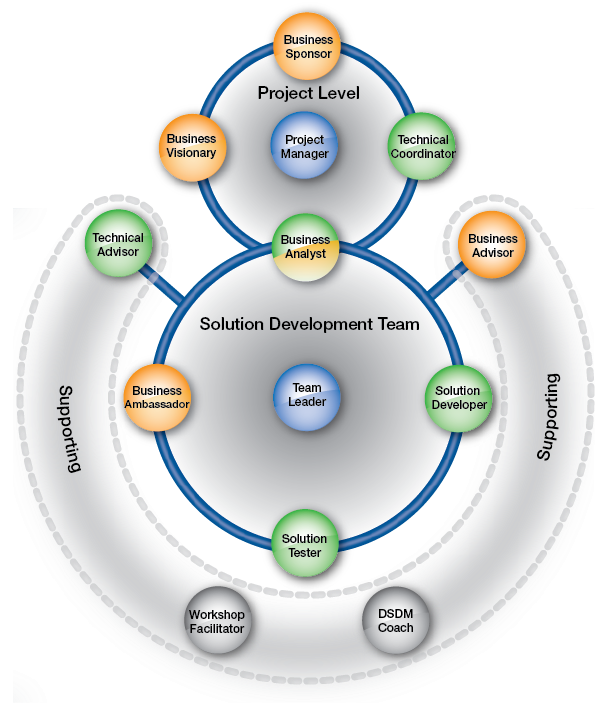 Business
Sponsor
Project Level
Business
Visionary
Project
Manager
Technical
Coordinator
Technical
Advisor
Business
Analyst
Business
Advisor
Solution Development Team
Business
Ambassador
Team
Leader
Solution
Developer
Supporting
Supporting
Solution
Tester
Workshop
Facilitator
DSDM
Coach